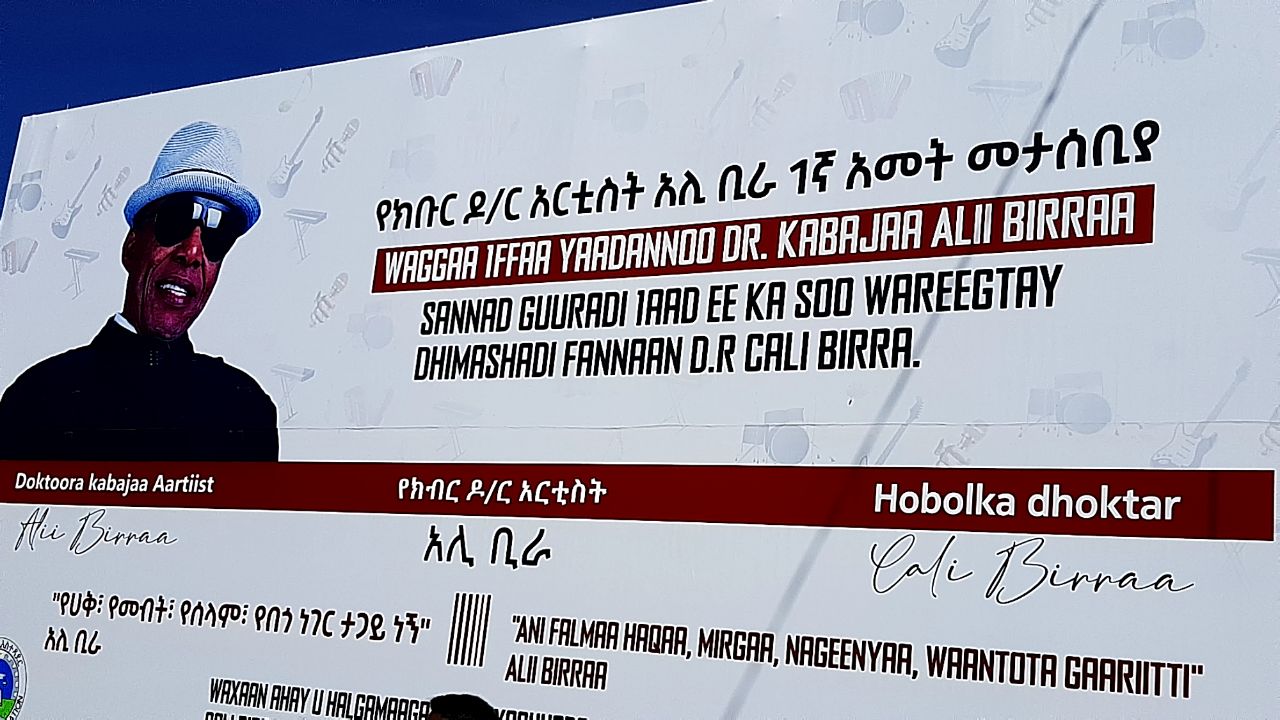 የክቡር ዶ/ር አርቲስት አሊ ቢራ 1ኛ አመት መታሰቢያ
WAGGAA 1FFAA YAADANNOO DR. KABAJAA ALII BIRRAA
SANNAD GUURADI 1AAD EE KA SOO WAREEGTAY
DHIMASHADI FANNAAN D.R CALI BIRRA.
Doktoora kabajaa Aartiist
Alii Birraa
የክብር ዶ/ር አርቲስት
አሊ ቢራ
Hobolka dhoktar
Cali Birraa
"የሀቅ፣ የመብት፣ የሰላም፣ የበጎ ነገር ታጋይ ነኝ"
አሊ ቢራ
"ANI FALMAA HAQAA, MIRGAA, NAGEENYAA, WAANTOTA GAARIITTI"
ALII BIRRAA
WAXAAN AHAY U HALGAMAAGA